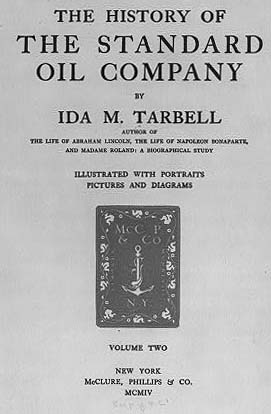 THE HISTORY OF
THE STANDARD
OIL COMPANY
BY
IDA M. TARBELL
AUTHOR OF
THE LIFE OF ABRAHAM LINCOLN, THE LIFE OF NAPOLEON BONAPARTE,
AND MADAME ROLAND: A BIOGRAPHICAL STUDY
ILLUSTRATED WITH PORTRAITS
PICTURES AND DIAGRAMS
McC P
& Co
N Y
VOLUME TWO
NEW YORK
McCLURE, PHILLIPS & CO.
MCMIV